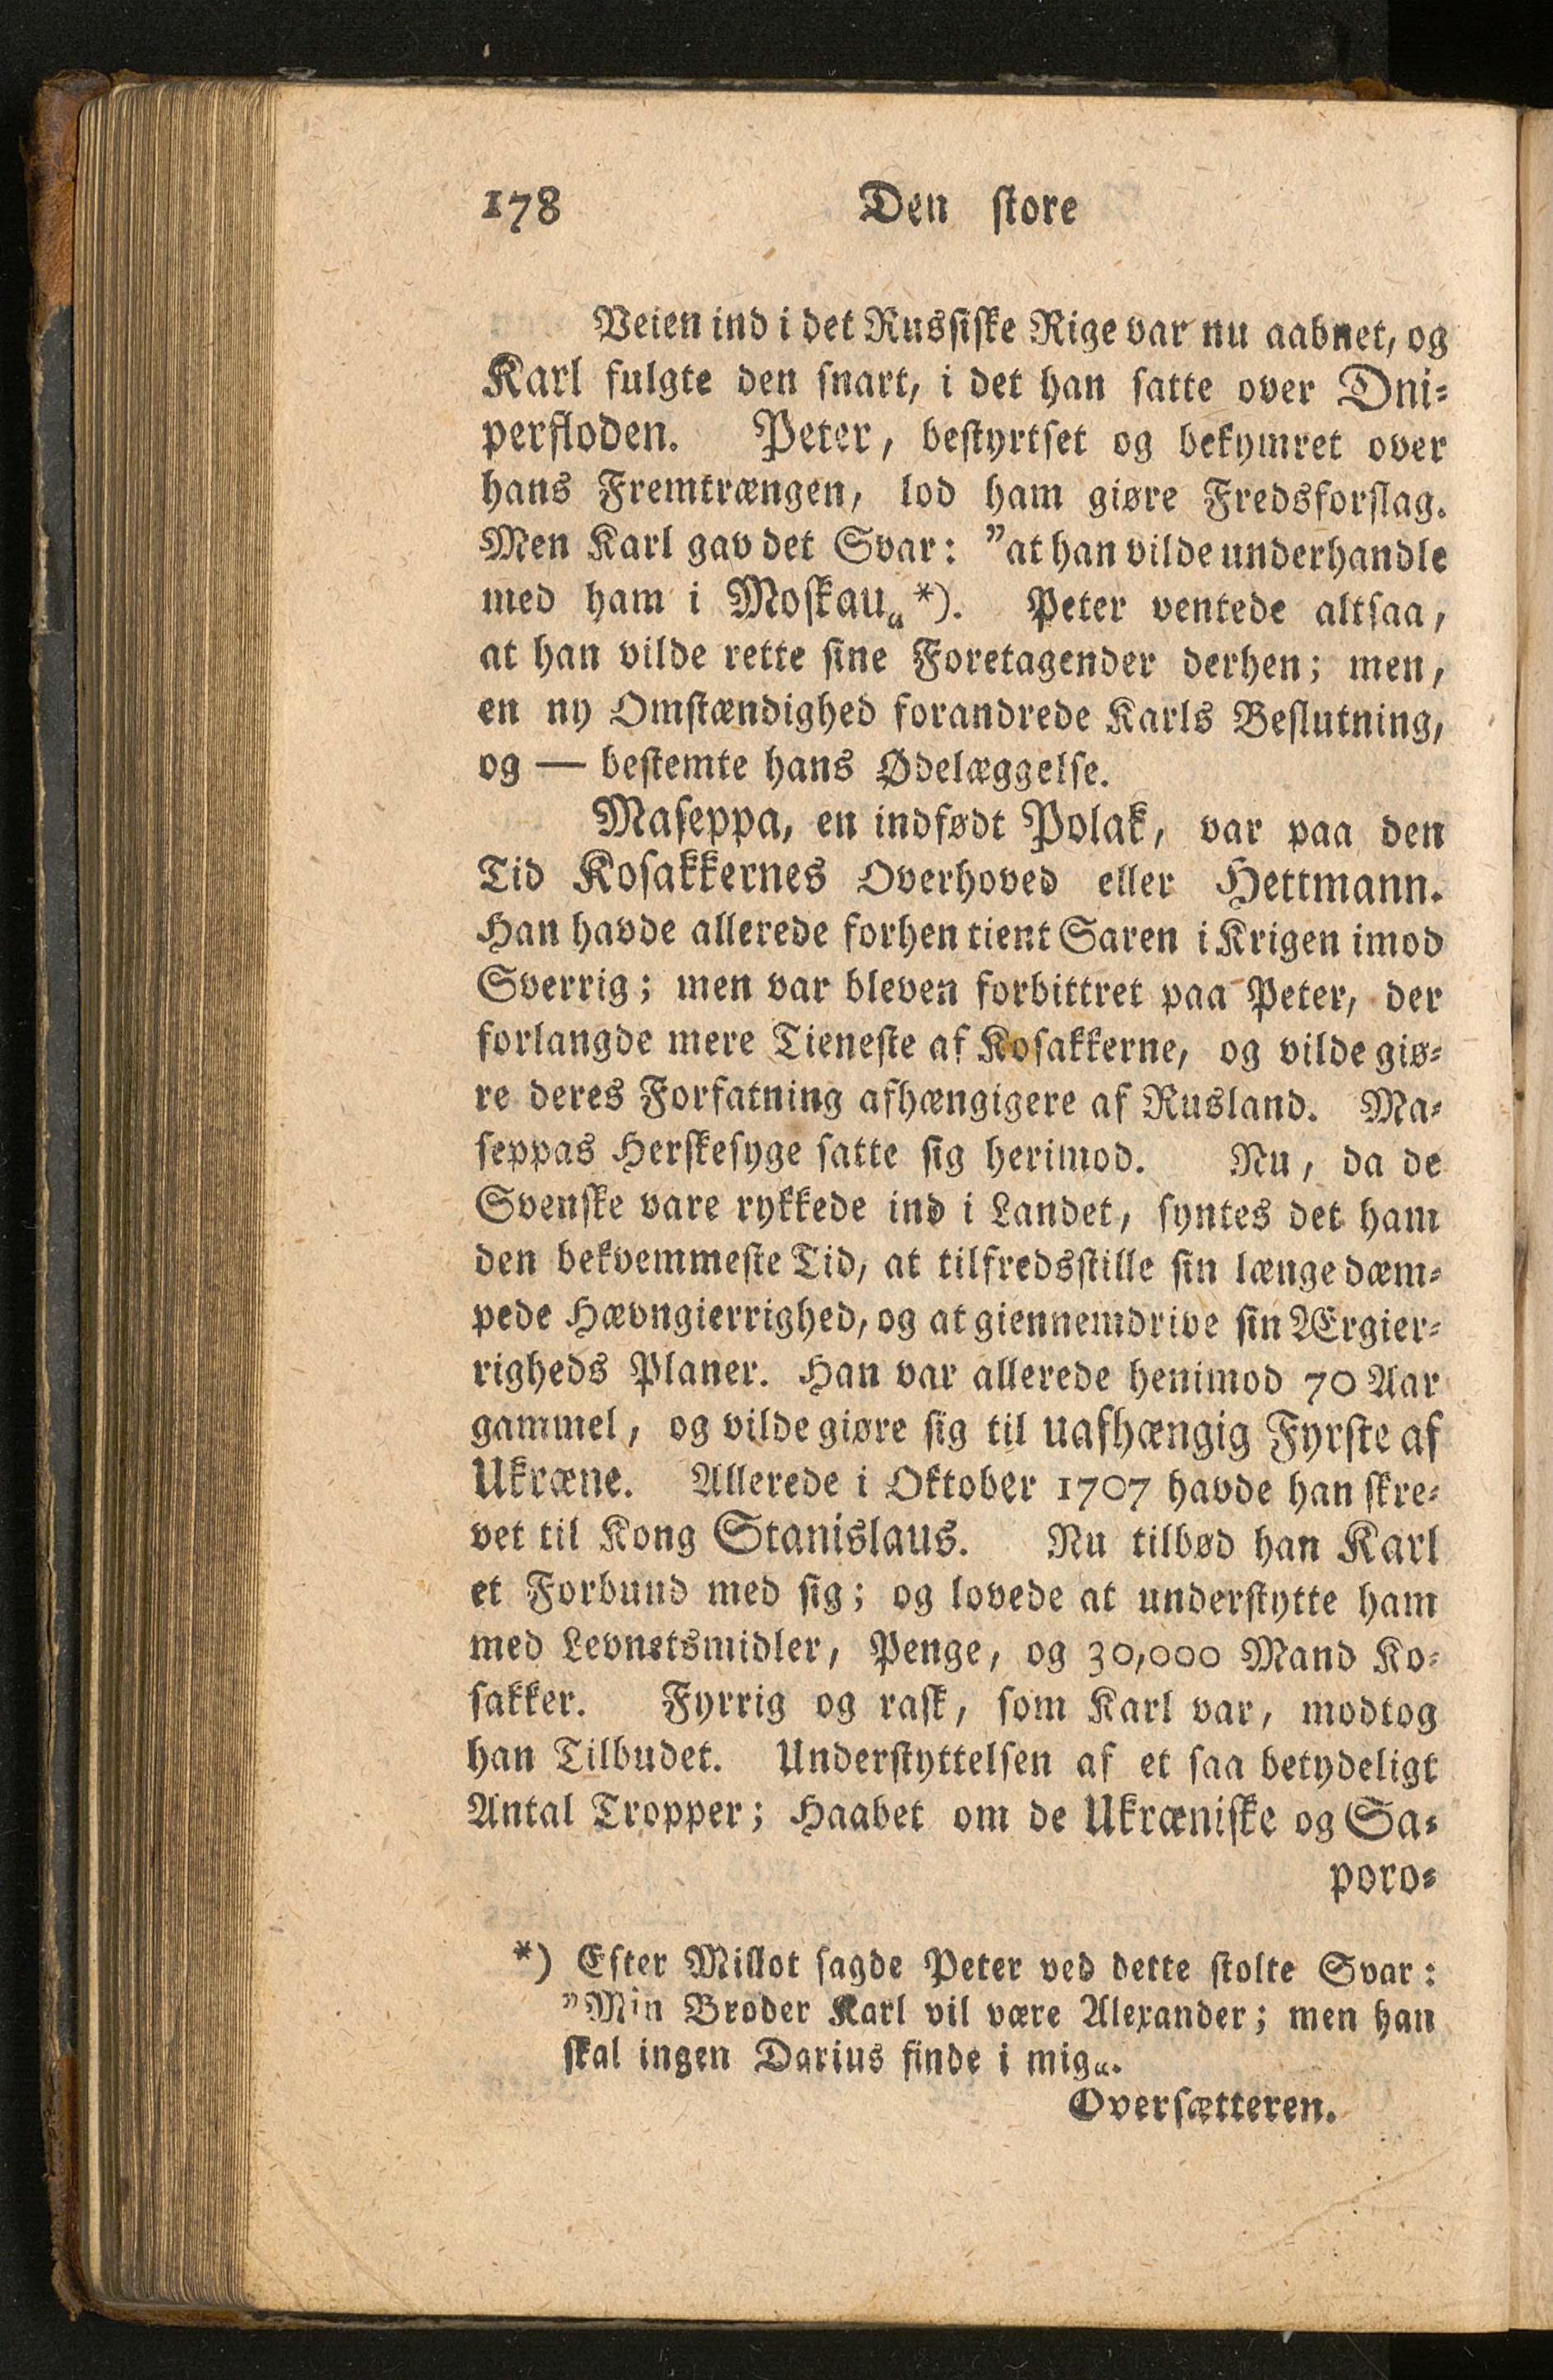 178 Den store
Veien ind i det Russiske Rige var nu aabnet, og
Karl fulgte den snart, i det han satte over Dni-
perfloden. Peter, bestyrtset og bekymret over
hans Fremtrængen, lod ham giøre Fredsforslag.
Men Karl gav det Svar: ”at han vilde underhandle
med ham i Moskau„ *). Peter ventede altsaa,
at han vilde rette sine Foretagender derhen; men,
en ny Omstændighed forandrede Karls Beslutning,
og — bestemte hans Ødelæggelse.
Maseppa, en indfødt Polak, var paa den
Tid Kosakkernes Overhoved eller Hettmann.
Han havde allerede forhen tient Saren i Krigen imod
Sverrig; men var bleven forbittret paa Peter, der
forlangde mere Tieneste af Kosakkerne, og vilde giø-
re deres Forfatning afhængigere af Rusland. Ma-
seppas Herskesyge satte sig herimod. Nu, da de
Svenske vare rykkede ind i Landet, syntes det ham
den bekvemmeste Tid, at tilfredsstille sin længe dæm-
pede Hævngierrighed, og at giennemdrive sin Ærgier-
righeds Planer. Han var allerede henimod 70 Aar
gammel, og vilde giøre sig til uafhængig Fyrste af
Ukræne. Allerede i Oktober 1707 havde han skre-
vet til Kong Stanislaus. Nu tilbød han Karl
et Forbund med sig; og lovede at understytte ham
med Levnetsmidler, Penge, og 30,000 Mand Ko-
sakker. Fyrrig og rask, som Karl var, modtog
han Tilbudet. Understyttelsen af et saa betydeligt
Antal Tropper; Haabet om de Ukræniske og Sa-
poro-
*) Efter Millot sagde Peter ved dette stolte Svar:
”Min Broder Karl vil være Alexander; men han
skal ingen Darius finde i mig„.
Oversætteren.